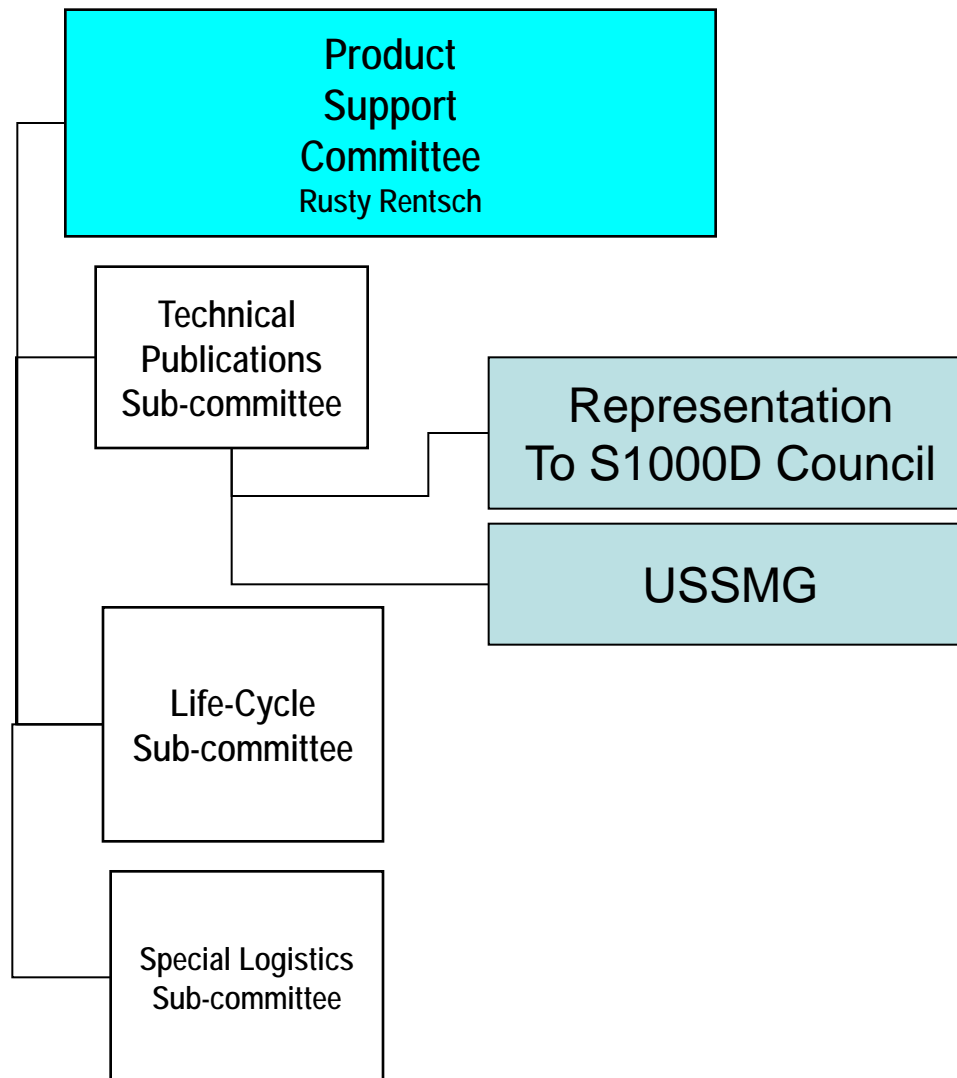 Product
Support
Committee
Rusty Rentsch
Technical
Publications
Sub-committee
Representation
To S1000D Council
USSMG
Life-Cycle
Sub-committee
Special Logistics
Sub-committee